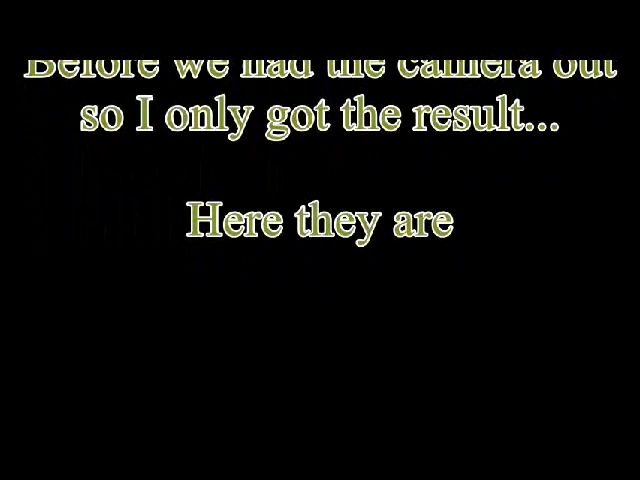 Before we had the camera out
so I only got the result...
Here they are